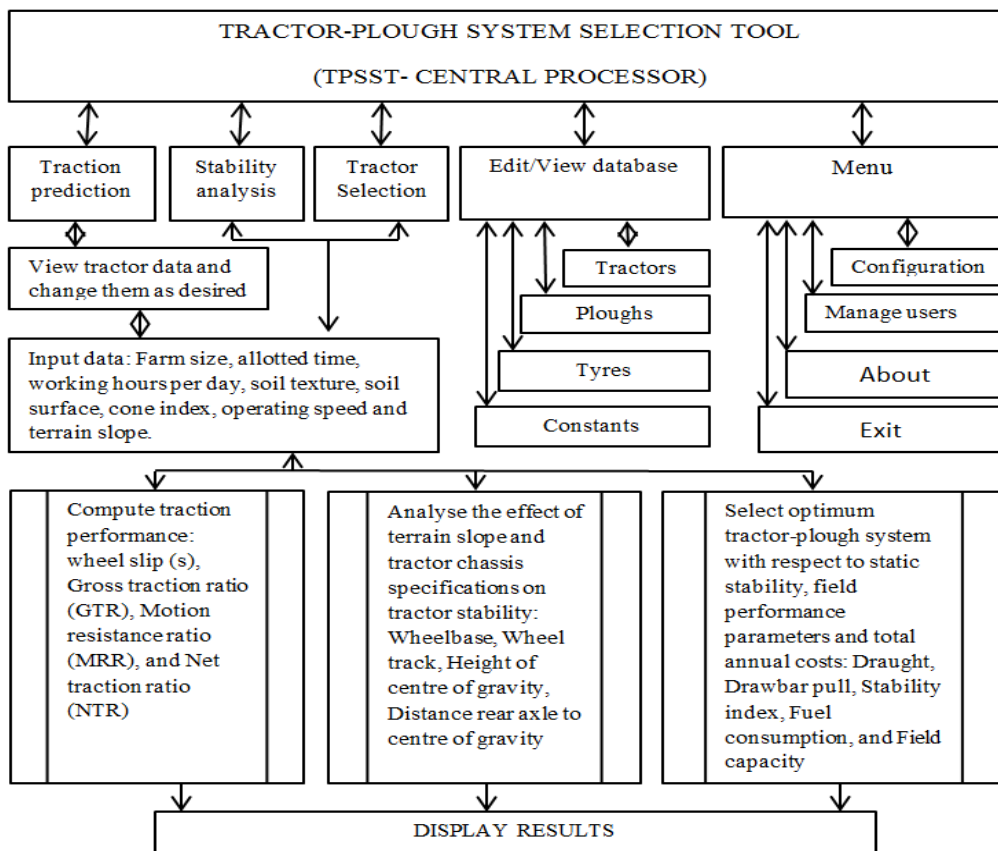 TRACTOR-PLOUGH SYSTEM SELECTION TOOL
(TPSST- CENTRAL PROCESSOR)
Traction
prediction
Stability
analysis
Tractor
Selection
Edit/View database
Menu
View tractor data and
change them as desired
Tractors
Ploughs
Tyres
Constants
Configuration
Manage users
About
Exit
Input data: Farm size, allotted time,
working hours per day, soil texture, soil
surface, cone index, operating speed and
terrain slope.
Compute traction
performance:
wheel slip (s),
Gross traction ratio
(GTR), Motion
resistance ratio
(MRR), and Net
traction ratio
(NTR)
Analyse the effect of
terrain slope and
tractor chassis
specifications on
tractor stability:
Wheelbase, Wheel
track, Height of
centre of gravity,
Distance rear axle to
centre of gravity
Select optimum
tractor-plough system
with respect to static
stability, field
performance
parameters and total
annual costs: Draught,
Drawbar pull, Stability
index, Fuel
consumption, and Field
capacity
DISPLAY RESULTS